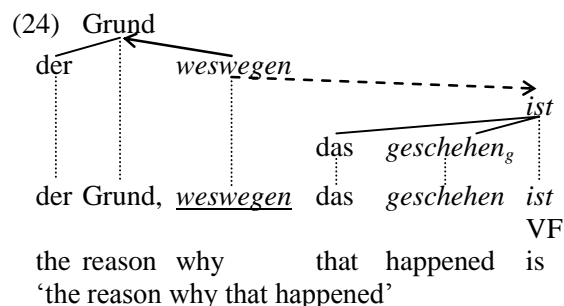 (24) Grund
der weswegen
ist
das geschehen_g
der Grund, weswegen das geschehen ist
VF
the reason why that happened is
‘the reason why that happened’